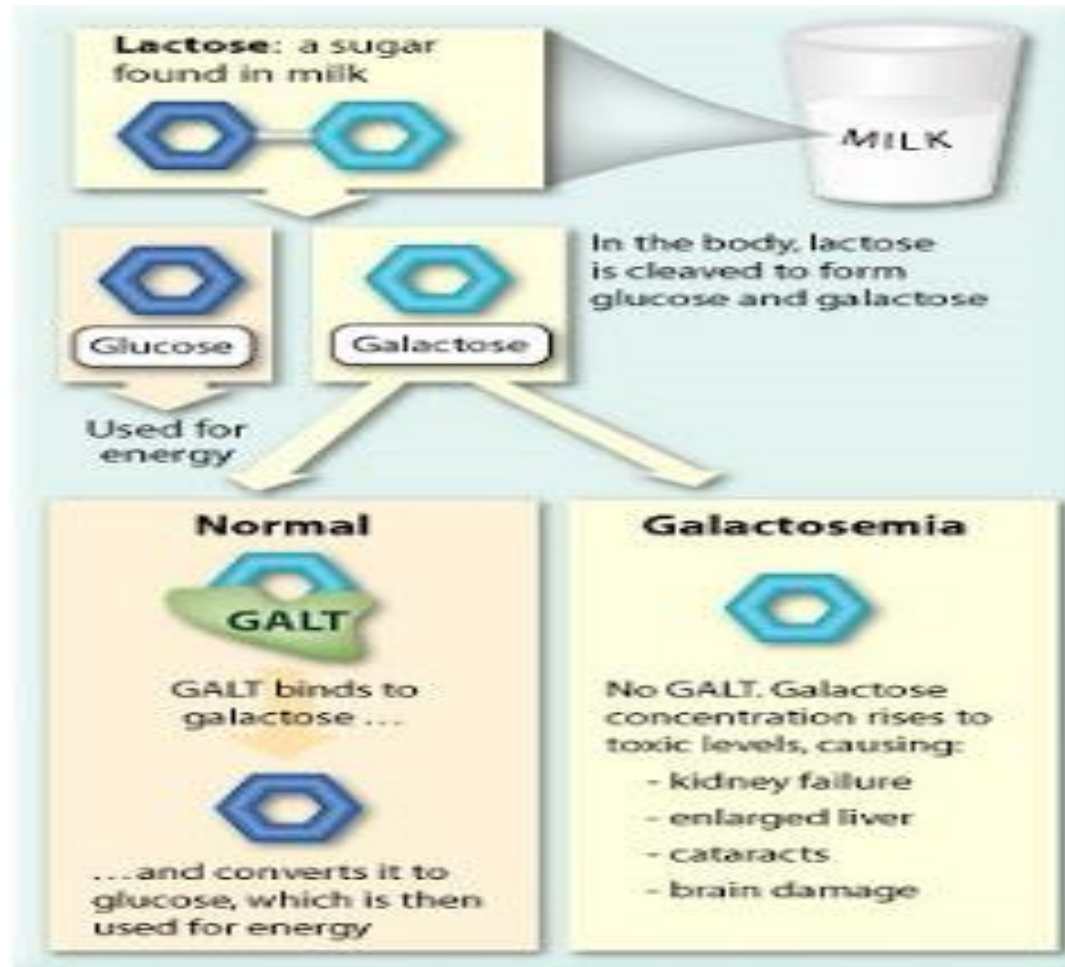 Lactose: a sugar
found in milk
MILK
In the body, lactose
is cleaved to form
glucose and galactose
Glucose
Galactose
Used for
energy
Normal
GALT
GALT binds to
galactose ...
...and converts it to
glucose, which is then
used for energy
Galactosemia
No GALT. Galactose
concentration rises to
toxic levels, causing:
- kidney failure
- enlarged liver
- cataracts
- brain damage